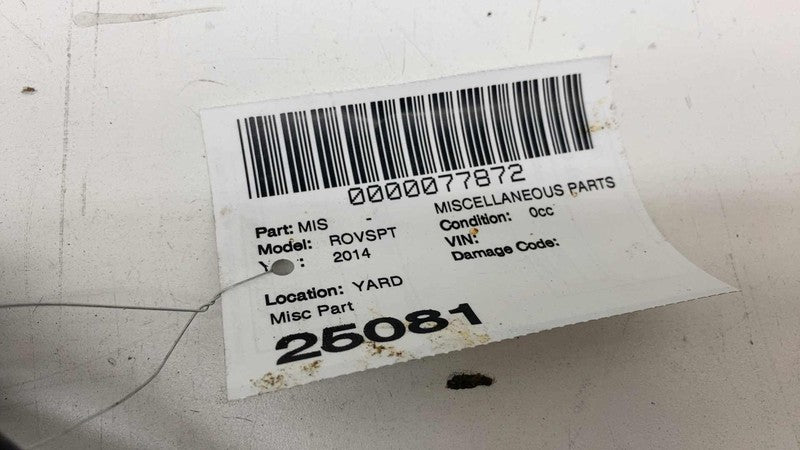 0000077872
MISCELLANEOUS PARTS
Part: MIS -
Condition: 0cc
Model: ROVSPT
VIN:
: 2014
Damage Code:
Location: YARD
Misc Part
25081